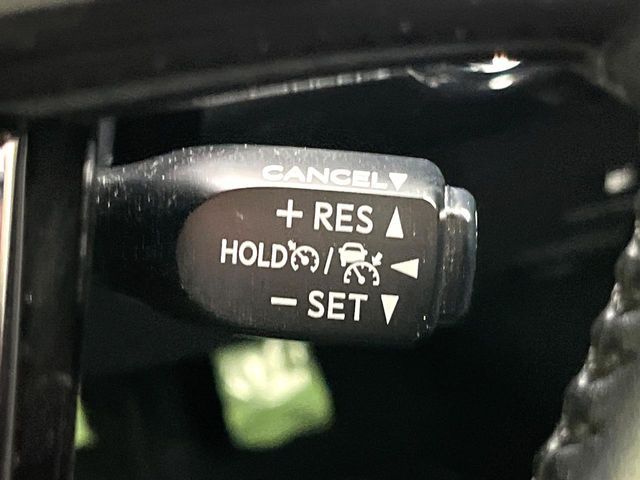 CANCEL▼
+ RES ▲
HOLD / ◀
− SET ▼